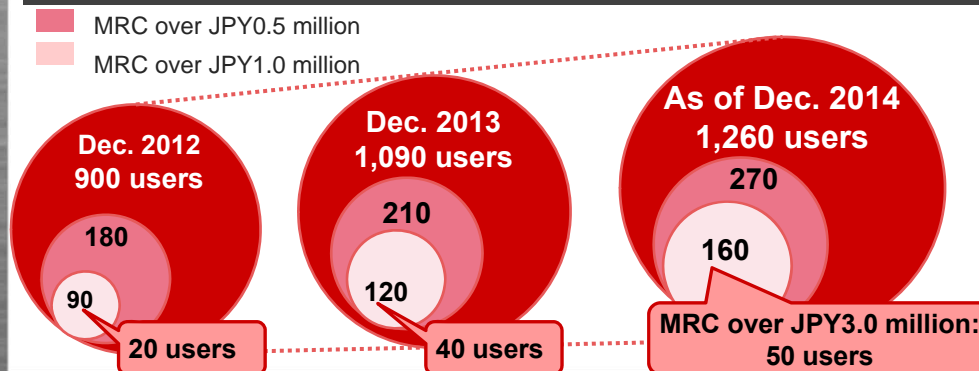 MRC over JPY0.5 million
MRC over JPY1.0 million
Dec. 2012
900 users
180
90
20 users
Dec. 2013
1,090 users
210
120
40 users
As of Dec. 2014
1,260 users
270
160
MRC over JPY3.0 million:
50 users